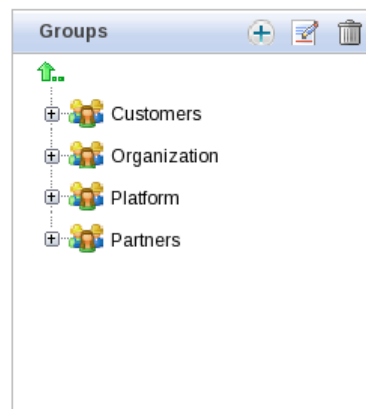 Groups
..
Customers
Organization
Platform
Partners